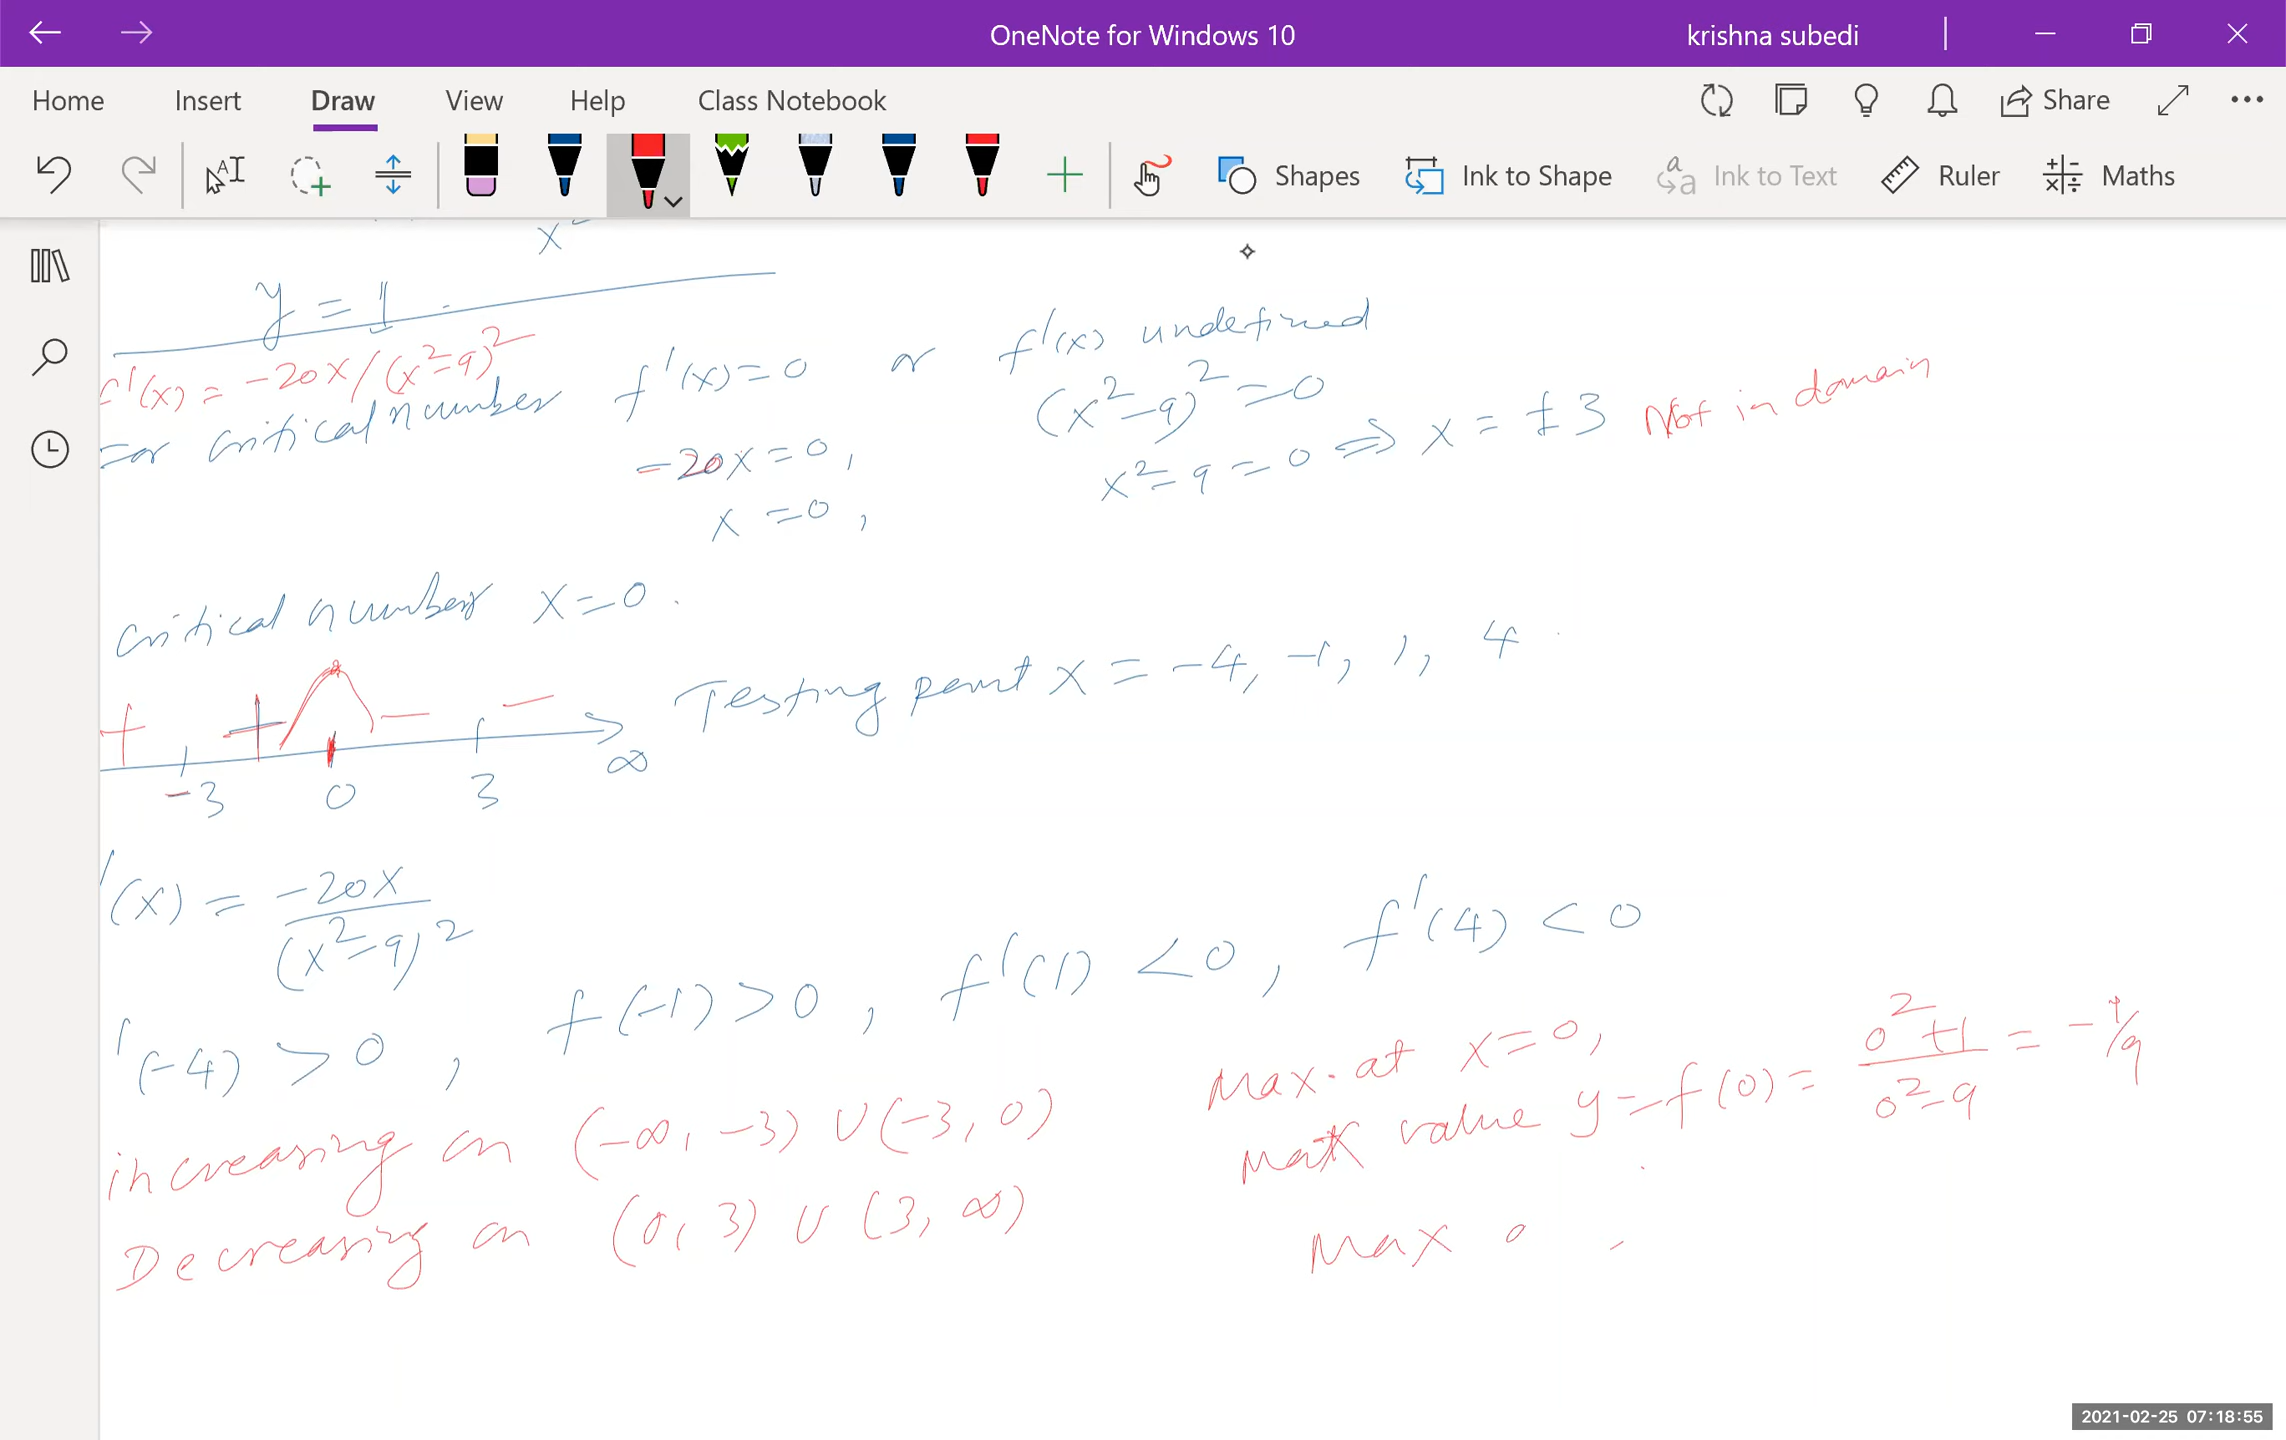 OneNote for Windows 10
krishna subedi
Home Insert Draw View Help Class Notebook Share
Shapes Ink to Shape Ink to Text Ruler Maths
x²
y = 1
f'(x) = -20x/(x²-9)²
For critical number f'(x)=0 or f'(x) undefined
-20x=0, (x²-9)²=0
x=0, x²-9=0 ⇒ x = ±3 Not in domain
critical number x=0.
+ + - -
-3 0 3 ∞
Testing point x = -4, -1, 1, 4
'(x) = -20x/(x²-9)²
'(-4) > 0, f(-1) > 0, f'(1) < 0, f'(4) < 0
increasing on (-∞, -3) ∪ (-3, 0)
Decreasing on (0, 3) ∪ (3, ∞)
Max. at x=0,
Max value y=f(0) = 0²+1/0²-9 = -1/9
Max
2021-02-25 07:18:55